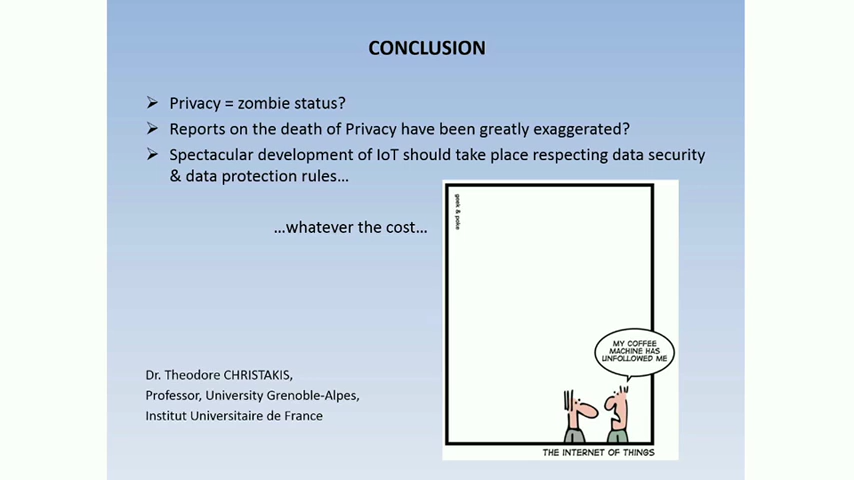 CONCLUSION
➢ Privacy = zombie status?
➢ Reports on the death of Privacy have been greatly exaggerated?
➢ Spectacular development of IoT should take place respecting data security
& data protection rules…
…whatever the cost…
geek & poke
MY COFFEE
MACHINE HAS
UNFOLLOWED ME
THE INTERNET OF THINGS
Dr. Theodore CHRISTAKIS,
Professor, University Grenoble-Alpes,
Institut Universitaire de France